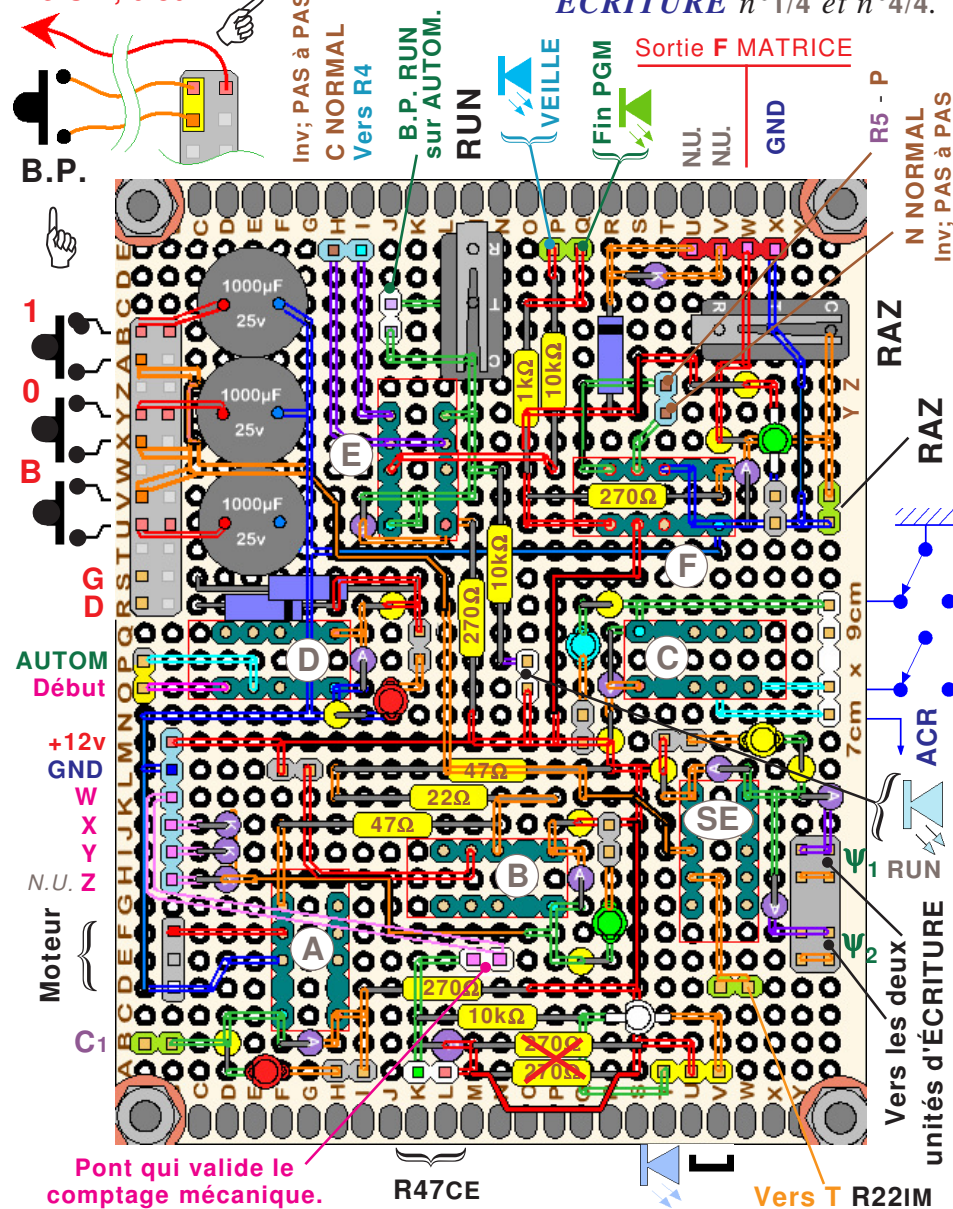 ÉCRITURE n°1/4 et n°4/4.
Sortie F MATRICE
Inv; PAS à PAS
C NORMAL
Vers R4
B.P. RUN
sur AUTOM.
RUN
VEILLE
Fin PGM
N.U.
N.U.
GND
R5 - P
N NORMAL
Inv; PAS à PAS
B.P.
C D E F G H I J K L M N O P Q R S T U V W X Y
E
D
C
B
A
Z
Y
X
W
V
U
T
S
R
Q
P
O
N
M
L
K
J
I
H
G
F
E
D
C
B
A
1000µF
25v
1000µF
25v
1000µF
25v
R T C
R C
RAZ
RAZ
1
0
B
G
D
AUTOM
Début
+12v
GND
W
X
Y
N.U. Z
Moteur
C1
1kΩ
10kΩ
270Ω
10kΩ
270Ω
47Ω
22Ω
47Ω
270Ω
10kΩ
270Ω
270Ω
E
F
D
C
SE
B
A
K
A
A
A
A
A
K
K
K
A
A
A
Z
Y
9cm
x
7cm
ACR
RUN
Ψ1
Ψ2
Vers les deux
unités d'ÉCRITURE
C D E F G H I J K L M N O P Q R S T U V W X Y
Pont qui valide le
comptage mécanique.
R47CE
Vers T R22IM